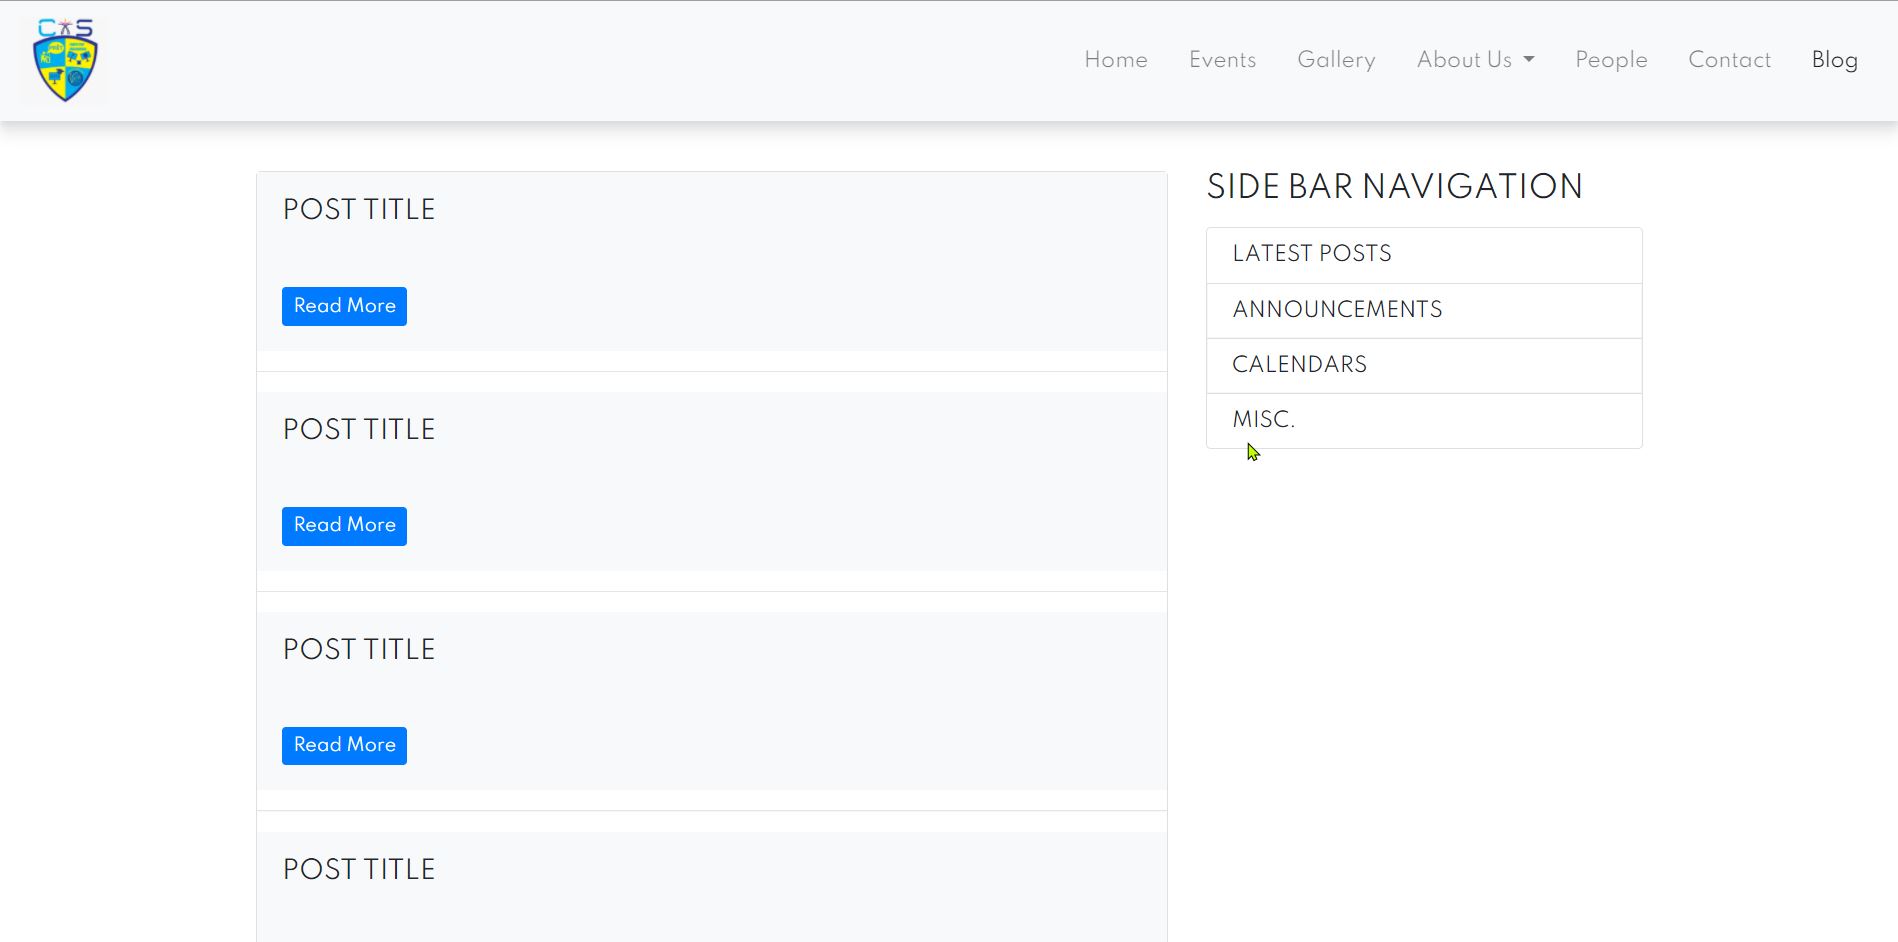 C S
Home Events Gallery About Us People Contact Blog
POST TITLE
Read More
POST TITLE
Read More
POST TITLE
Read More
POST TITLE
SIDE BAR NAVIGATION
LATEST POSTS
ANNOUNCEMENTS
CALENDARS
MISC.